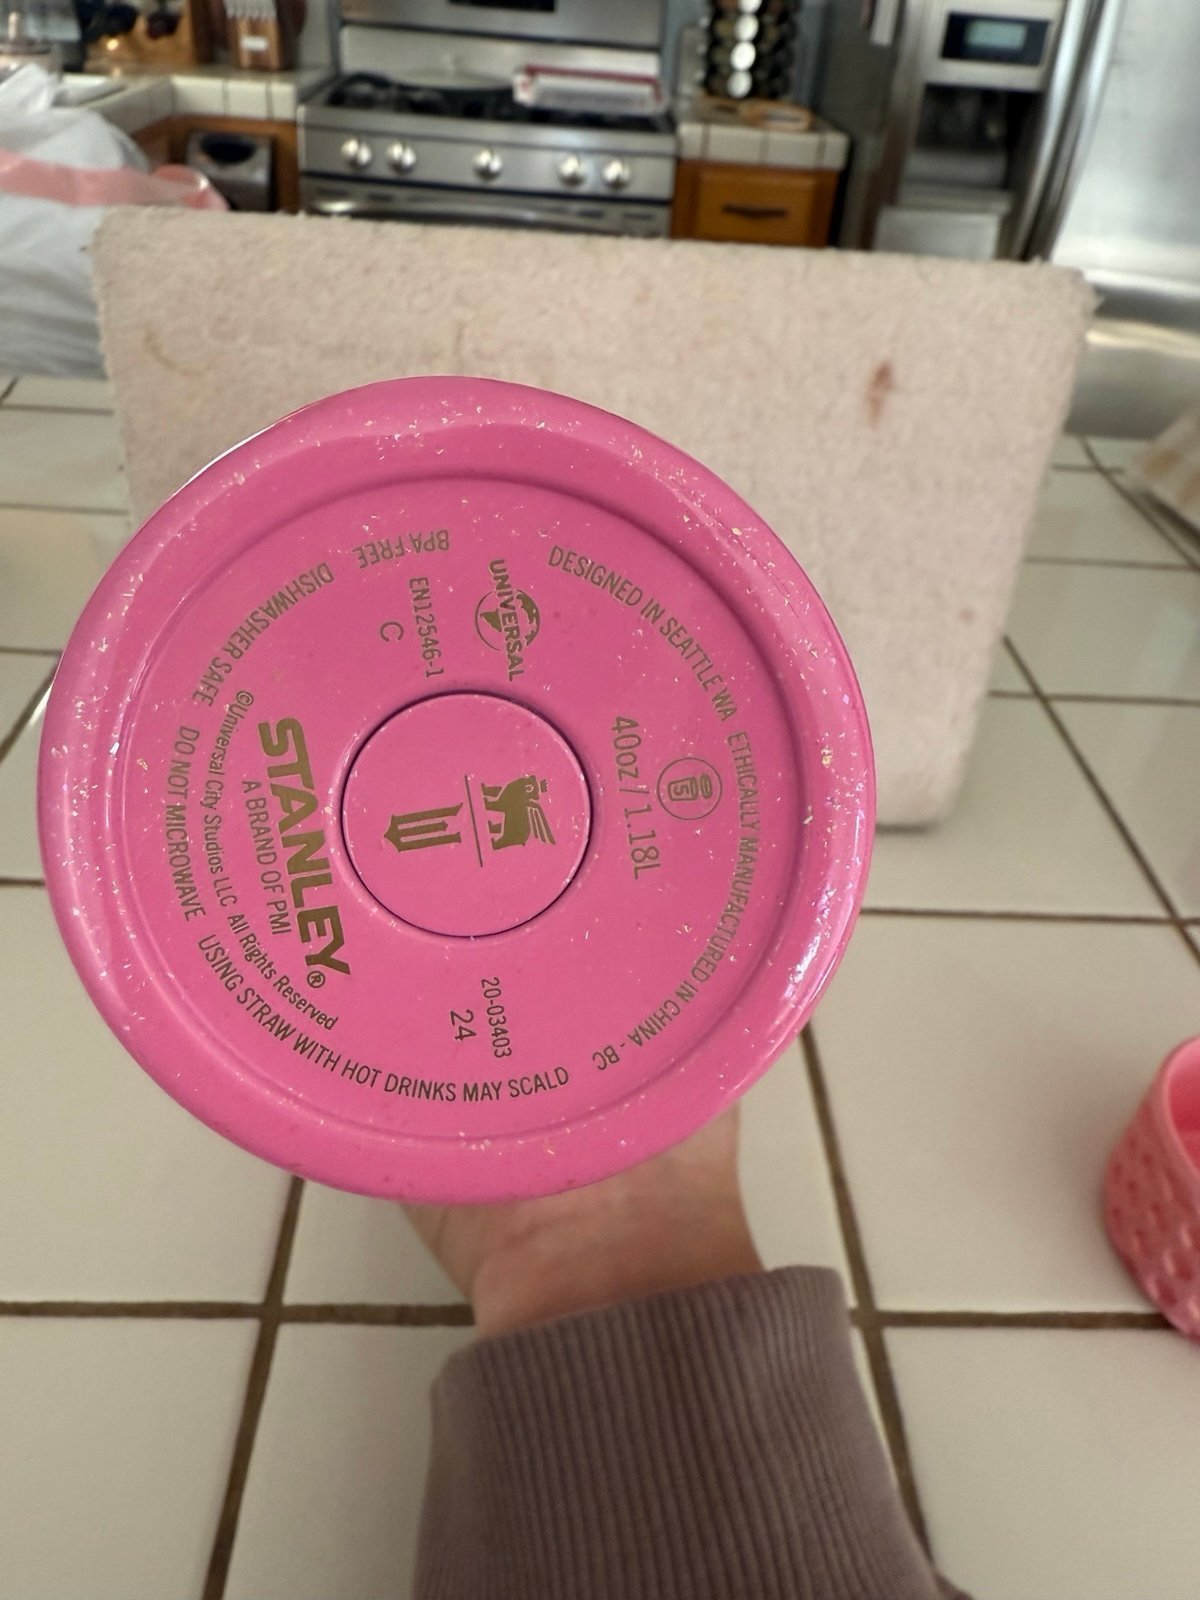 UNIVERSAL
EN12546-1
C
STANLEY®
A BRAND OF PMI
©Universal City Studios LLC All Rights Reserved
40oz / 1.18L
5
20-03403
24
DESIGNED IN SEATTLE WA
ETHICALLY MANUFACTURED IN CHINA - BC
BPA FREE
DISHWASHER SAFE
DO NOT MICROWAVE
USING STRAW WITH HOT DRINKS MAY SCALD